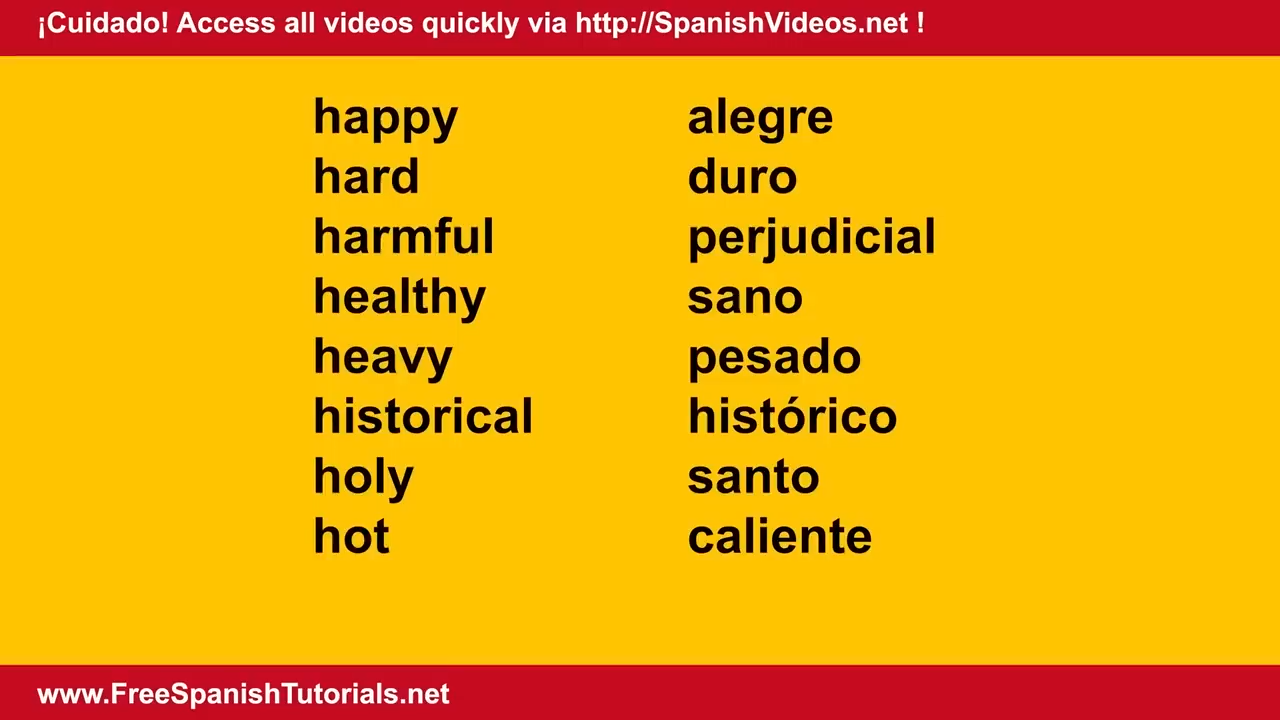 ¡Cuidado! Access all videos quickly via http://SpanishVideos.net !
happy alegre
hard duro
harmful perjudicial
healthy sano
heavy pesado
historical histórico
holy santo
hot caliente
www.FreeSpanishTutorials.net